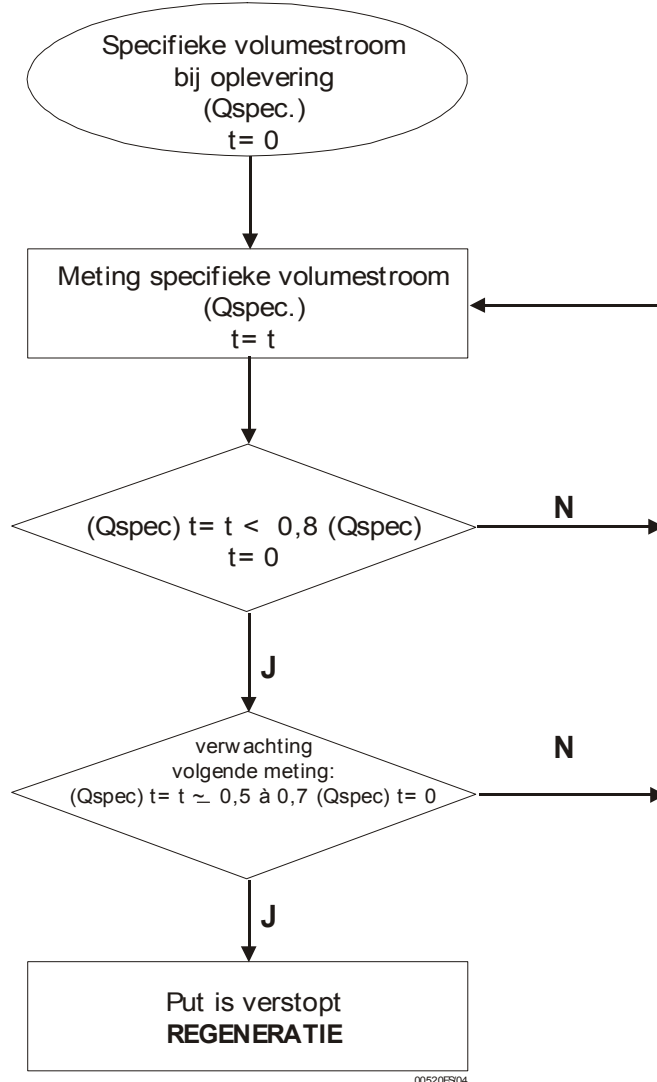 Specifieke volumestroom
bij oplevering
(Qspec.)
t= 0
Meting specifieke volumestroom
(Qspec.)
t= t
(Qspec) t= t < 0,8 (Qspec)
t= 0
N
J
verwachting
volgende meting:
(Qspec) t= t ≃ 0,5 à 0,7 (Qspec) t= 0
N
J
Put is verstopt
REGENERATIE
00520FS/04